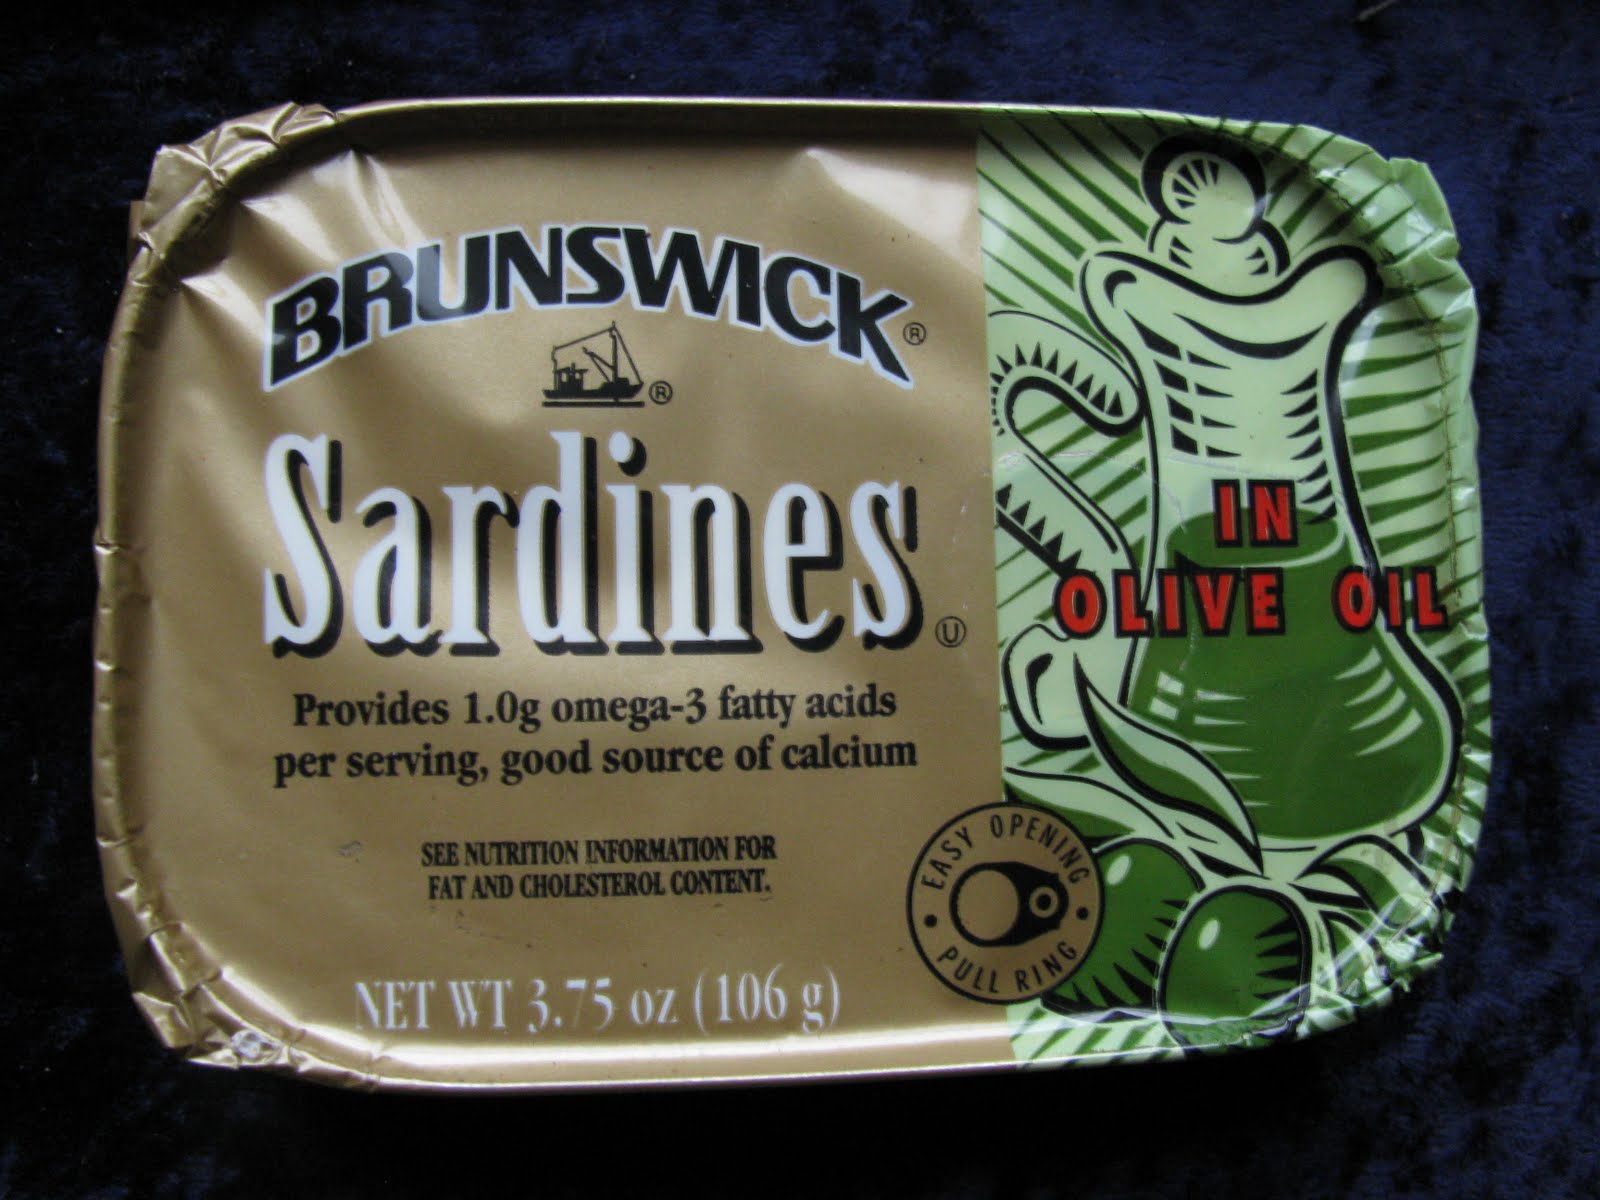 BRUNSWICK®
®
Sardines
Ⓤ
Provides 1.0g omega-3 fatty acids
per serving, good source of calcium
SEE NUTRITION INFORMATION FOR
FAT AND CHOLESTEROL CONTENT.
NET WT 3.75 oz (106 g)
IN
OLIVE OIL
EASY OPENING
• PULL RING •